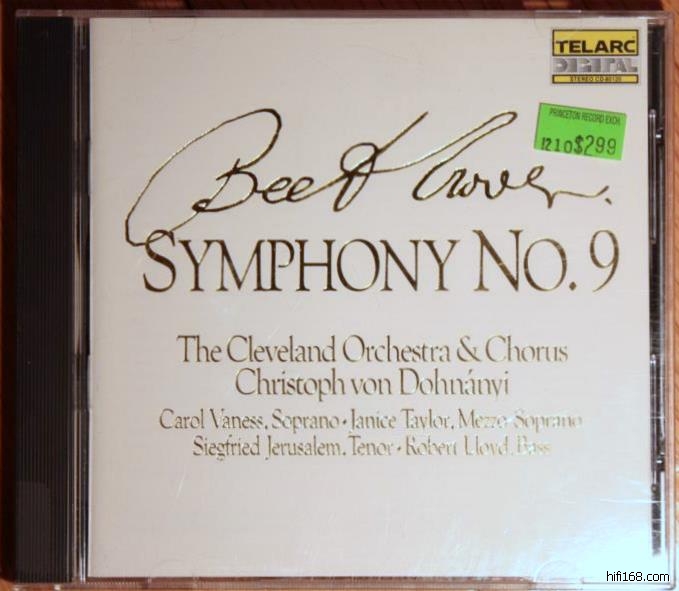 TELARC
DIGITAL
STEREO CD-80120
PRINCETON RECORD EXCH.
1210$2.99
Beethoven.
SYMPHONY NO. 9
The Cleveland Orchestra & Chorus
Christoph von Dohnányi
Carol Vaness, Soprano · Janice Taylor, Mezzo-Soprano
Siegfried Jerusalem, Tenor · Robert Lloyd, Bass
hifi168.com